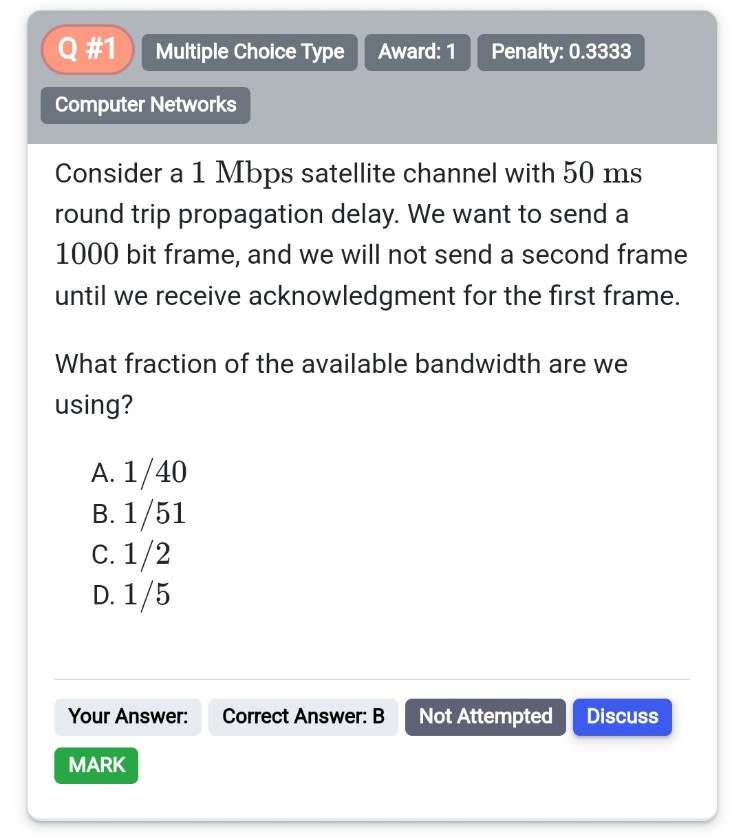 Q #1 Multiple Choice Type Award: 1 Penalty: 0.3333
Computer Networks
Consider a 1 Mbps satellite channel with 50 ms
round trip propagation delay. We want to send a
1000 bit frame, and we will not send a second frame
until we receive acknowledgment for the first frame.
What fraction of the available bandwidth are we
using?
A. 1/40
B. 1/51
C. 1/2
D. 1/5
Your Answer: Correct Answer: B Not Attempted Discuss
MARK